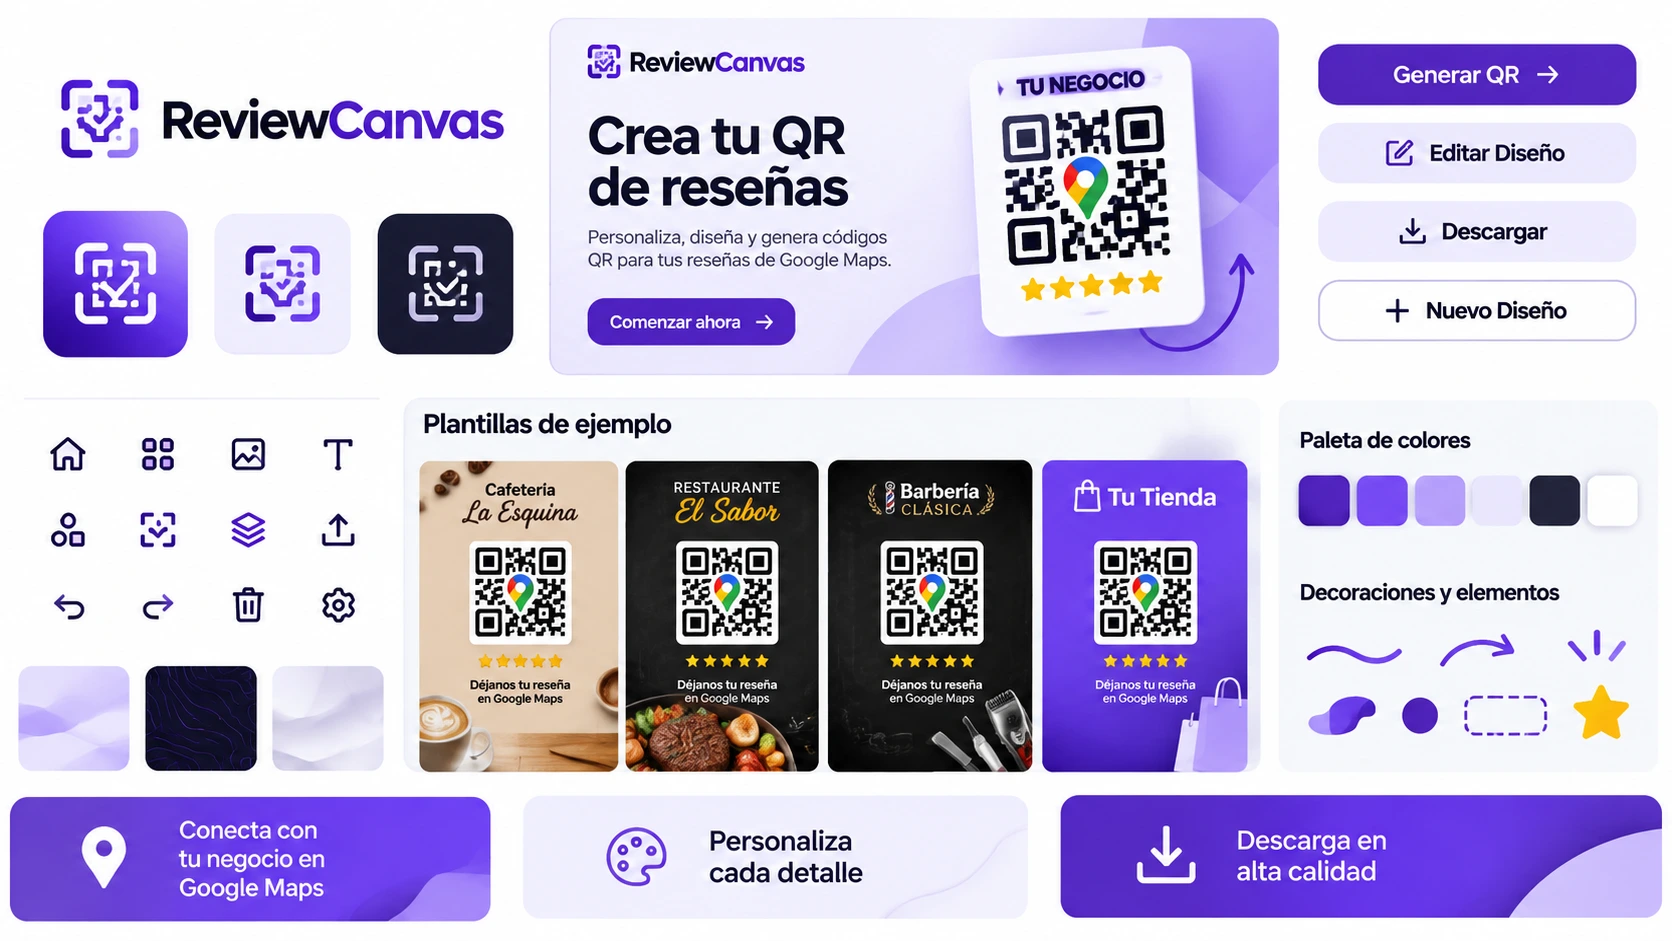 ReviewCanvas
ReviewCanvas
Crea tu QR
de reseñas
Personaliza, diseña y genera códigos
QR para tus reseñas de Google Maps.
Comenzar ahora
TU NEGOCIO
Generar QR
Editar Diseño
Descargar
Nuevo Diseño
Plantillas de ejemplo
Cafetería
La Esquina
Déjanos tu reseña
en Google Maps
RESTAURANTE
El Sabor
Déjanos tu reseña
en Google Maps
Barbería
CLÁSICA
Déjanos tu reseña
en Google Maps
Tu Tienda
Déjanos tu reseña
en Google Maps
Paleta de colores
Decoraciones y elementos
Conecta con
tu negocio en
Google Maps
Personaliza
cada detalle
Descarga en
alta calidad